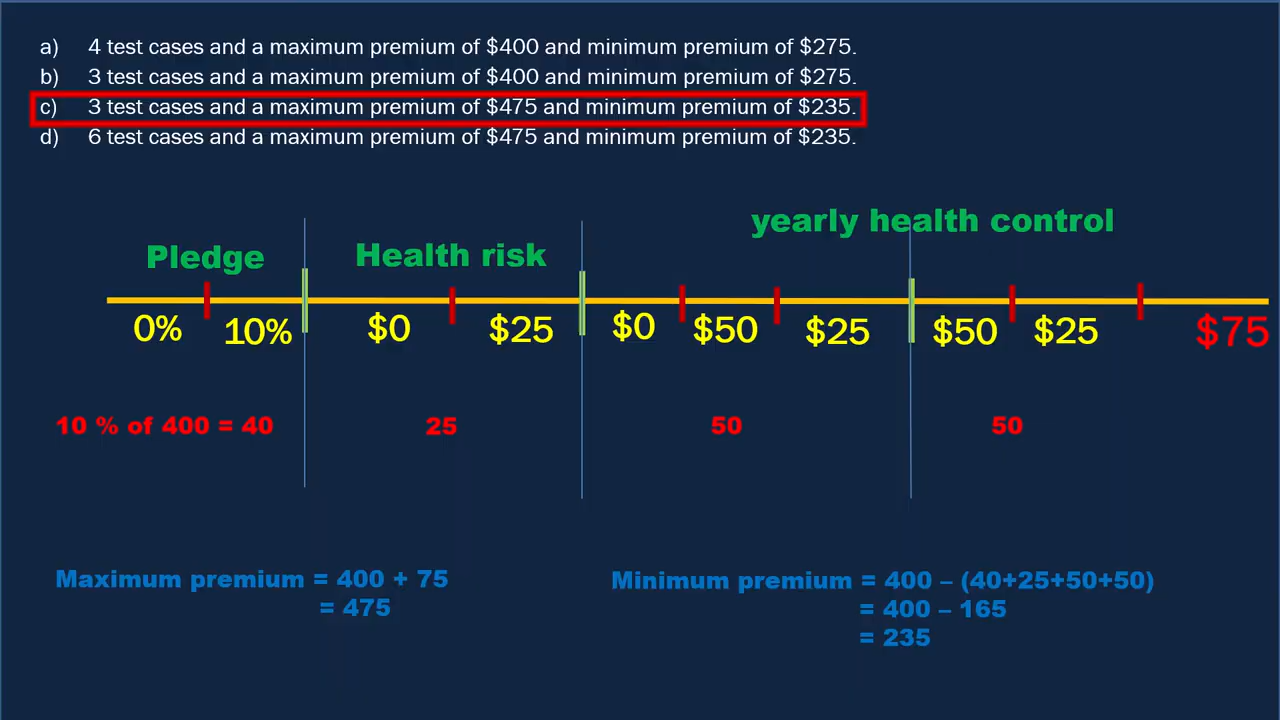 a) 4 test cases and a maximum premium of $400 and minimum premium of $275.
b) 3 test cases and a maximum premium of $400 and minimum premium of $275.
c) 3 test cases and a maximum premium of $475 and minimum premium of $235.
d) 6 test cases and a maximum premium of $475 and minimum premium of $235.
yearly health control
Pledge Health risk
0% 10% $0 $25 $0 $50 $25 $50 $25 $75
10 % of 400 = 40 25 50 50
Maximum premium = 400 + 75
= 475
Minimum premium = 400 – (40+25+50+50)
= 400 – 165
= 235